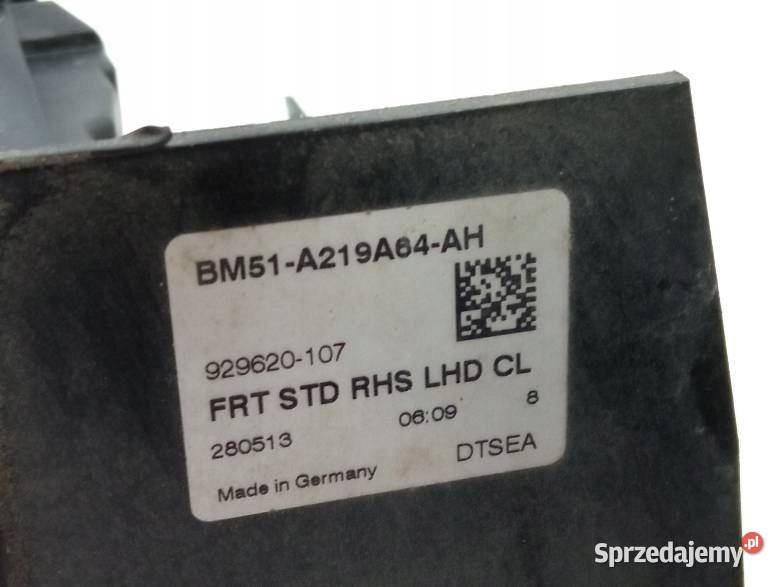 BM51-A219A64-AH
929620-107
FRT STD RHS LHD CL
280513 06:09 8
Made in Germany DTSEA
Sprzedajemy.pl